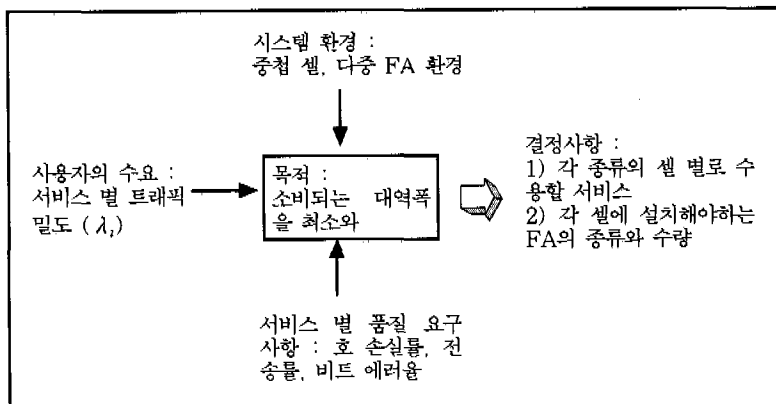 시스템 환경 :
중첩 셀, 다중 FA 환경
사용자의 수요 :
서비스 별 트래픽
밀도 (λᵢ)
목적 :
소비되는 대역폭
을 최소와
결정사항 :
1) 각 종류의 셀 별로 수
용할 서비스
2) 각 셀에 설치해야하는
FA의 종류와 수량
서비스 별 품질 요구
사항 : 호 손실률, 전
송률, 비트 에러율